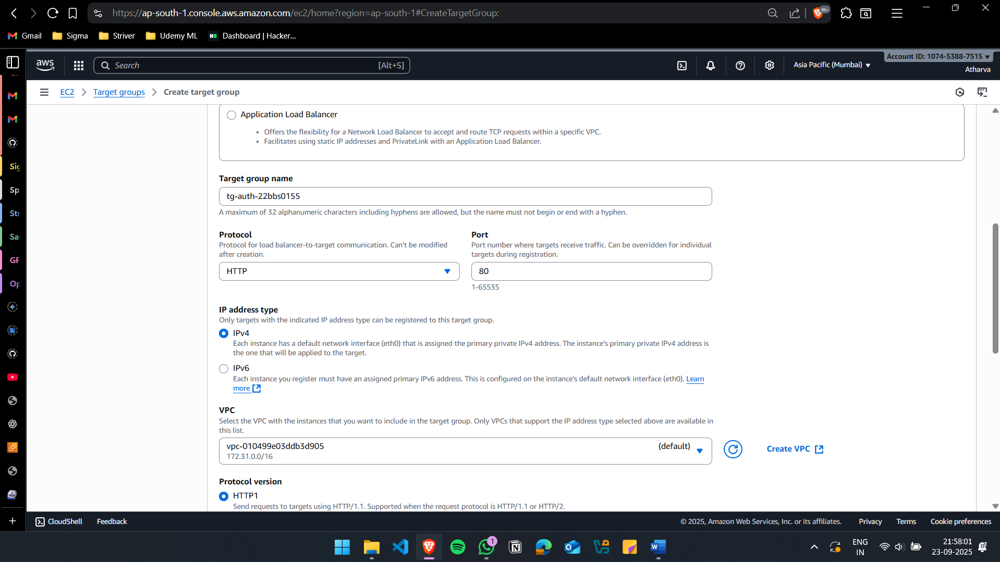 https://ap-south-1.console.aws.amazon.com/ec2/home?region=ap-south-1#CreateTargetGroup:
99+
Gmail
Sigma
Striver
Udemy ML
Dashboard | Hacker...
aws
Search
[Alt+S]
Asia Pacific (Mumbai)
Account ID: 1074-5388-7515
Atharva
EC2
Target groups
Create target group
Sig
Sp
Str
Sa
GF
Op
Application Load Balancer
• Offers the flexibility for a Network Load Balancer to accept and route TCP requests within a specific VPC.
• Facilitates using static IP addresses and PrivateLink with an Application Load Balancer.
Target group name
tg-auth-22bbs0155
A maximum of 32 alphanumeric characters including hyphens are allowed, but the name must not begin or end with a hyphen.
Protocol
Protocol for load balancer-to-target communication. Can't be modified
after creation.
HTTP
Port
Port number where targets receive traffic. Can be overridden for individual
targets during registration.
80
1-65535
IP address type
Only targets with the indicated IP address type can be registered to this target group.
IPv4
Each instance has a default network interface (eth0) that is assigned the primary private IPv4 address. The instance's primary private IPv4 address is
the one that will be applied to the target.
IPv6
Each instance you register must have an assigned primary IPv6 address. This is configured on the instance's default network interface (eth0). Learn
more
VPC
Select the VPC with the instances that you want to include in the target group. Only VPCs that support the IP address type selected above are available in
this list.
vpc-010499e03ddb3d905
(default)
172.31.0.0/16
Create VPC
Protocol version
HTTP1
Send requests to targets using HTTP/1.1. Supported when the request protocol is HTTP/1.1 or HTTP/2.
CloudShell
Feedback
© 2025, Amazon Web Services, Inc. or its affiliates.
Privacy
Terms
Cookie preferences
1
ENG
IN
21:58:01
23-09-2025